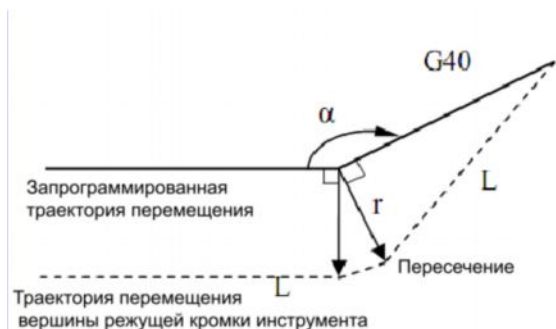 G40
α
Запрограммированная
траектория перемещения
r
L
Пересечение
L
Траектория перемещения
вершины режущей кромки инструмента